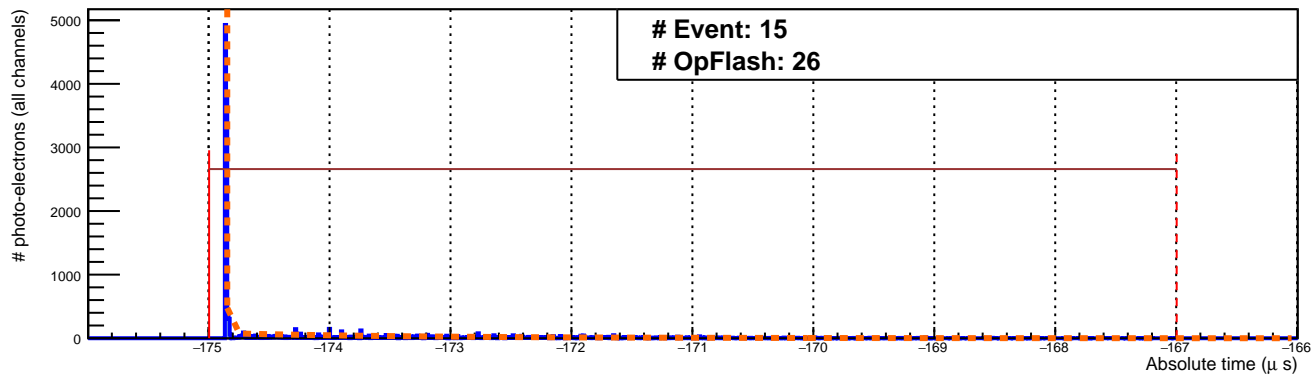 # Event: 15
# OpFlash: 26
# photo-electrons (all channels)
5000
4000
3000
2000
1000
0
−175 −174 −173 −172 −171 −170 −169 −168 −167 −166
Absolute time (μ s)